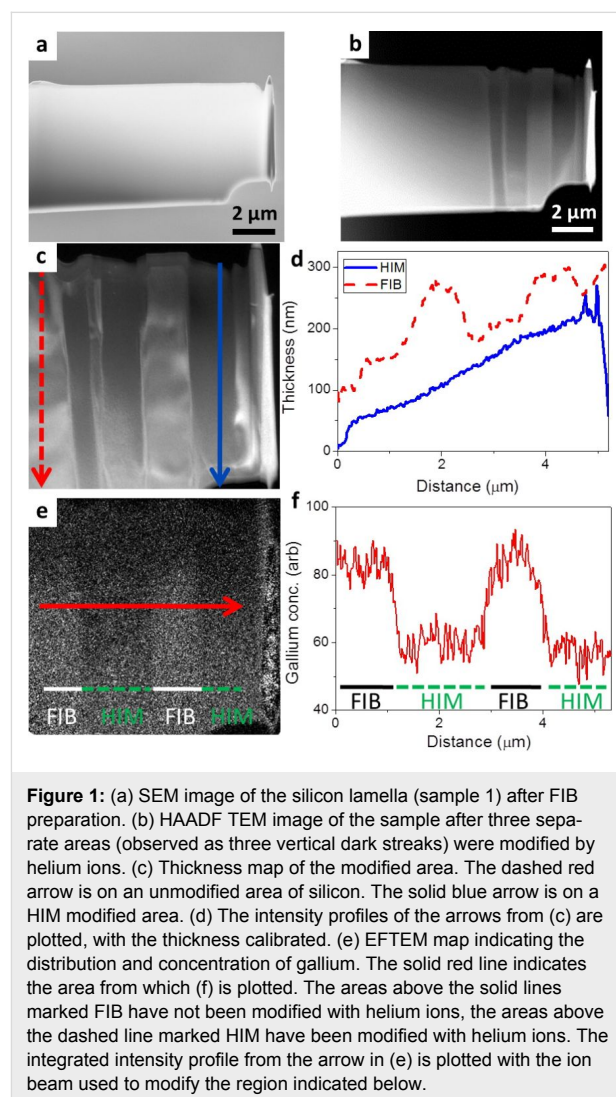 a
2 μm
b
2 μm
c
d
HIM
FIB
Thickness (nm)
300
200
100
0
0
2
4
Distance (μm)
e
FIB
HIM
FIB
HIM
f
Gallium conc. (arb)
100
80
60
40
FIB
HIM
FIB
HIM
0
2
4
Distance (μm)
Figure 1: (a) SEM image of the silicon lamella (sample 1) after FIB
preparation. (b) HAADF TEM image of the sample after three sepa-
rate areas (observed as three vertical dark streaks) were modified by
helium ions. (c) Thickness map of the modified area. The dashed red
arrow is on an unmodified area of silicon. The solid blue arrow is on a
HIM modified area. (d) The intensity profiles of the arrows from (c) are
plotted, with the thickness calibrated. (e) EFTEM map indicating the
distribution and concentration of gallium. The solid red line indicates
the area from which (f) is plotted. The areas above the solid lines
marked FIB have not been modified with helium ions, the areas above
the dashed line marked HIM have been modified with helium ions. The
integrated intensity profile from the arrow in (e) is plotted with the ion
beam used to modify the region indicated below.